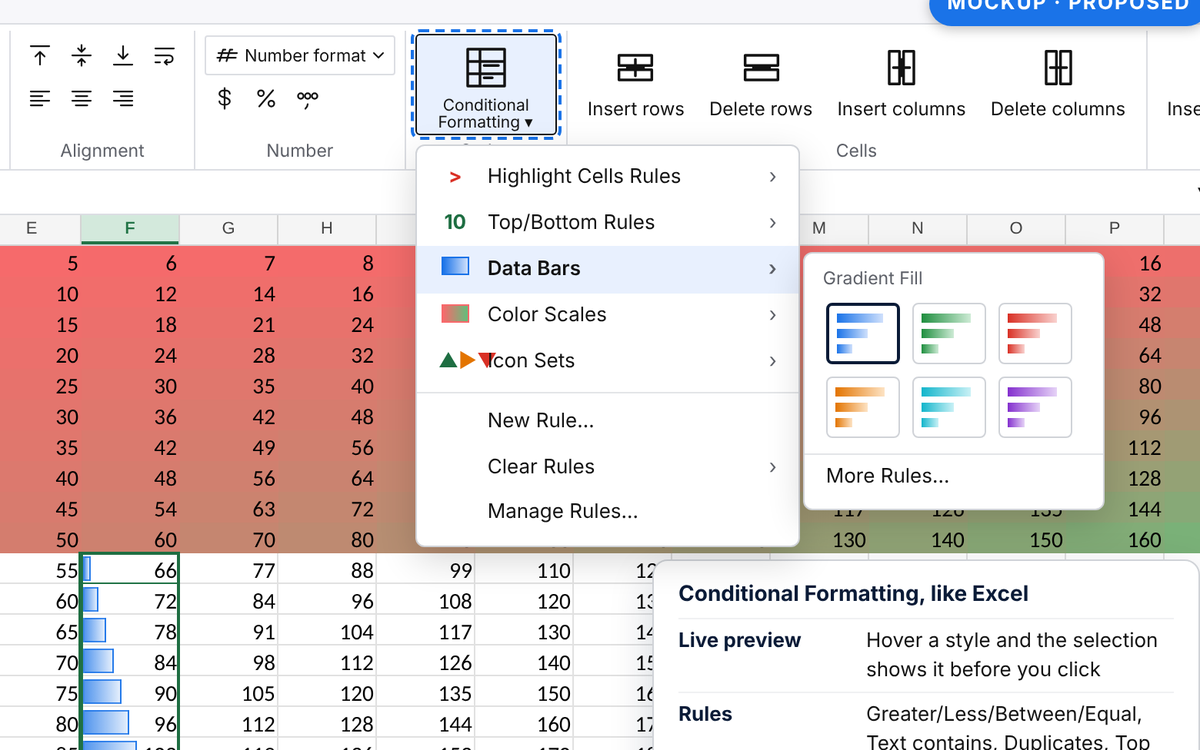 MOCKUP · PROPOSED
Number format
$ %
Conditional
Formatting ▾
Insert rows Delete rows Insert columns Delete columns
Alignment Number Cells
E F G H M N O P
> Highlight Cells Rules ›
10 Top/Bottom Rules ›
Data Bars ›
Color Scales ›
Icon Sets ›
New Rule...
Clear Rules ›
Manage Rules...
Gradient Fill
More Rules...
5 6 7 8 16
10 12 14 16 32
15 18 21 24 48
20 24 28 32 64
25 30 35 40 80
30 36 42 48 96
35 42 49 56 112
40 48 56 64 128
45 54 63 72 144
50 60 70 80 130 140 150 160
55 66 77 88 99 110
60 72 84 96 108 120
65 78 91 104 117 130
70 84 98 112 126 140
75 90 105 120 135 150
80 96 112 128 144 160
Conditional Formatting, like Excel
Live preview Hover a style and the selection
shows it before you click
Rules Greater/Less/Between/Equal,
Text contains, Duplicates, Top